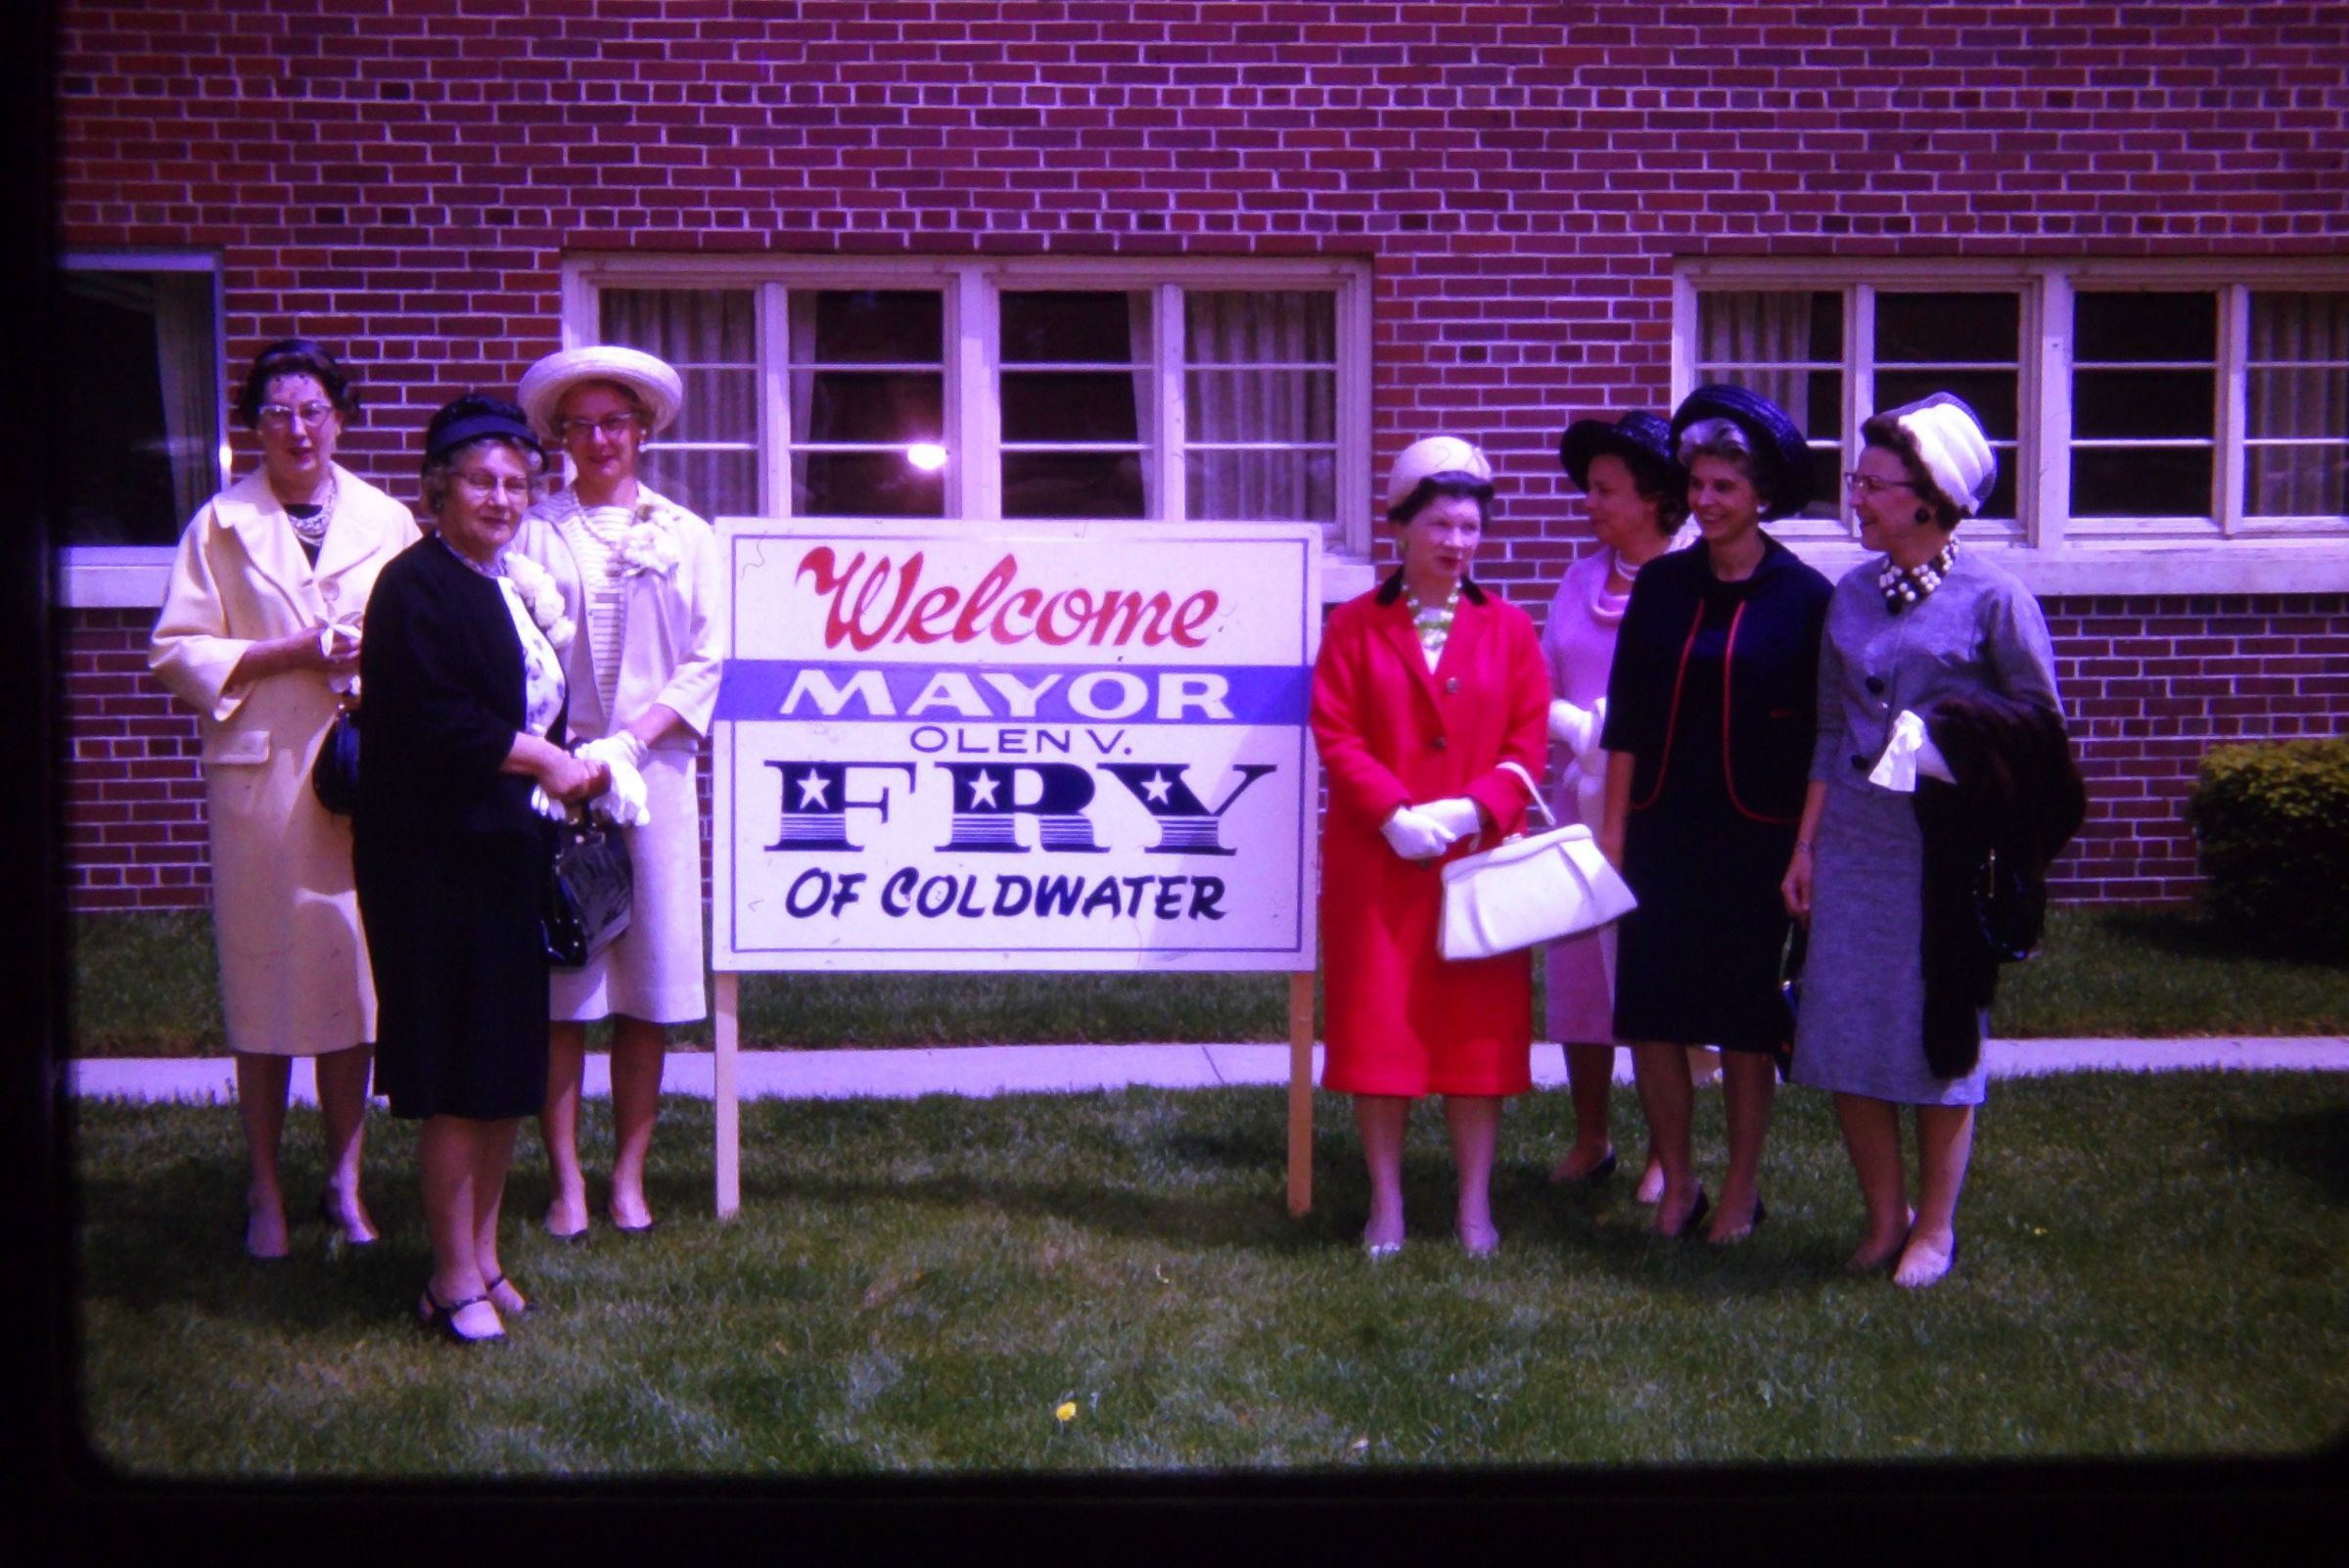 Welcome
MAYOR
OLEN V.
FRY
OF COLDWATER